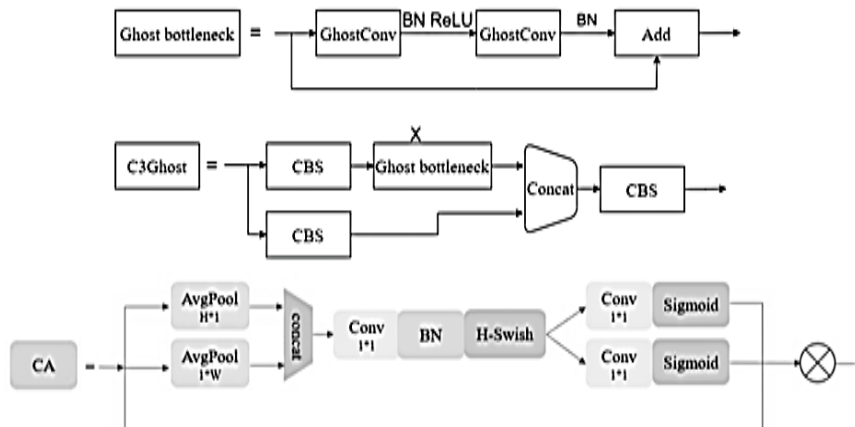 Ghost bottleneck = GhostConv BN ReLU GhostConv BN Add
X
C3Ghost = CBS Ghost bottleneck Concat CBS
CBS
AvgPool
H*1
concat
Conv
1*1
BN
H-Swish
Conv
1*1
Sigmoid
CA =
AvgPool
1*W
Conv
1*1
Sigmoid